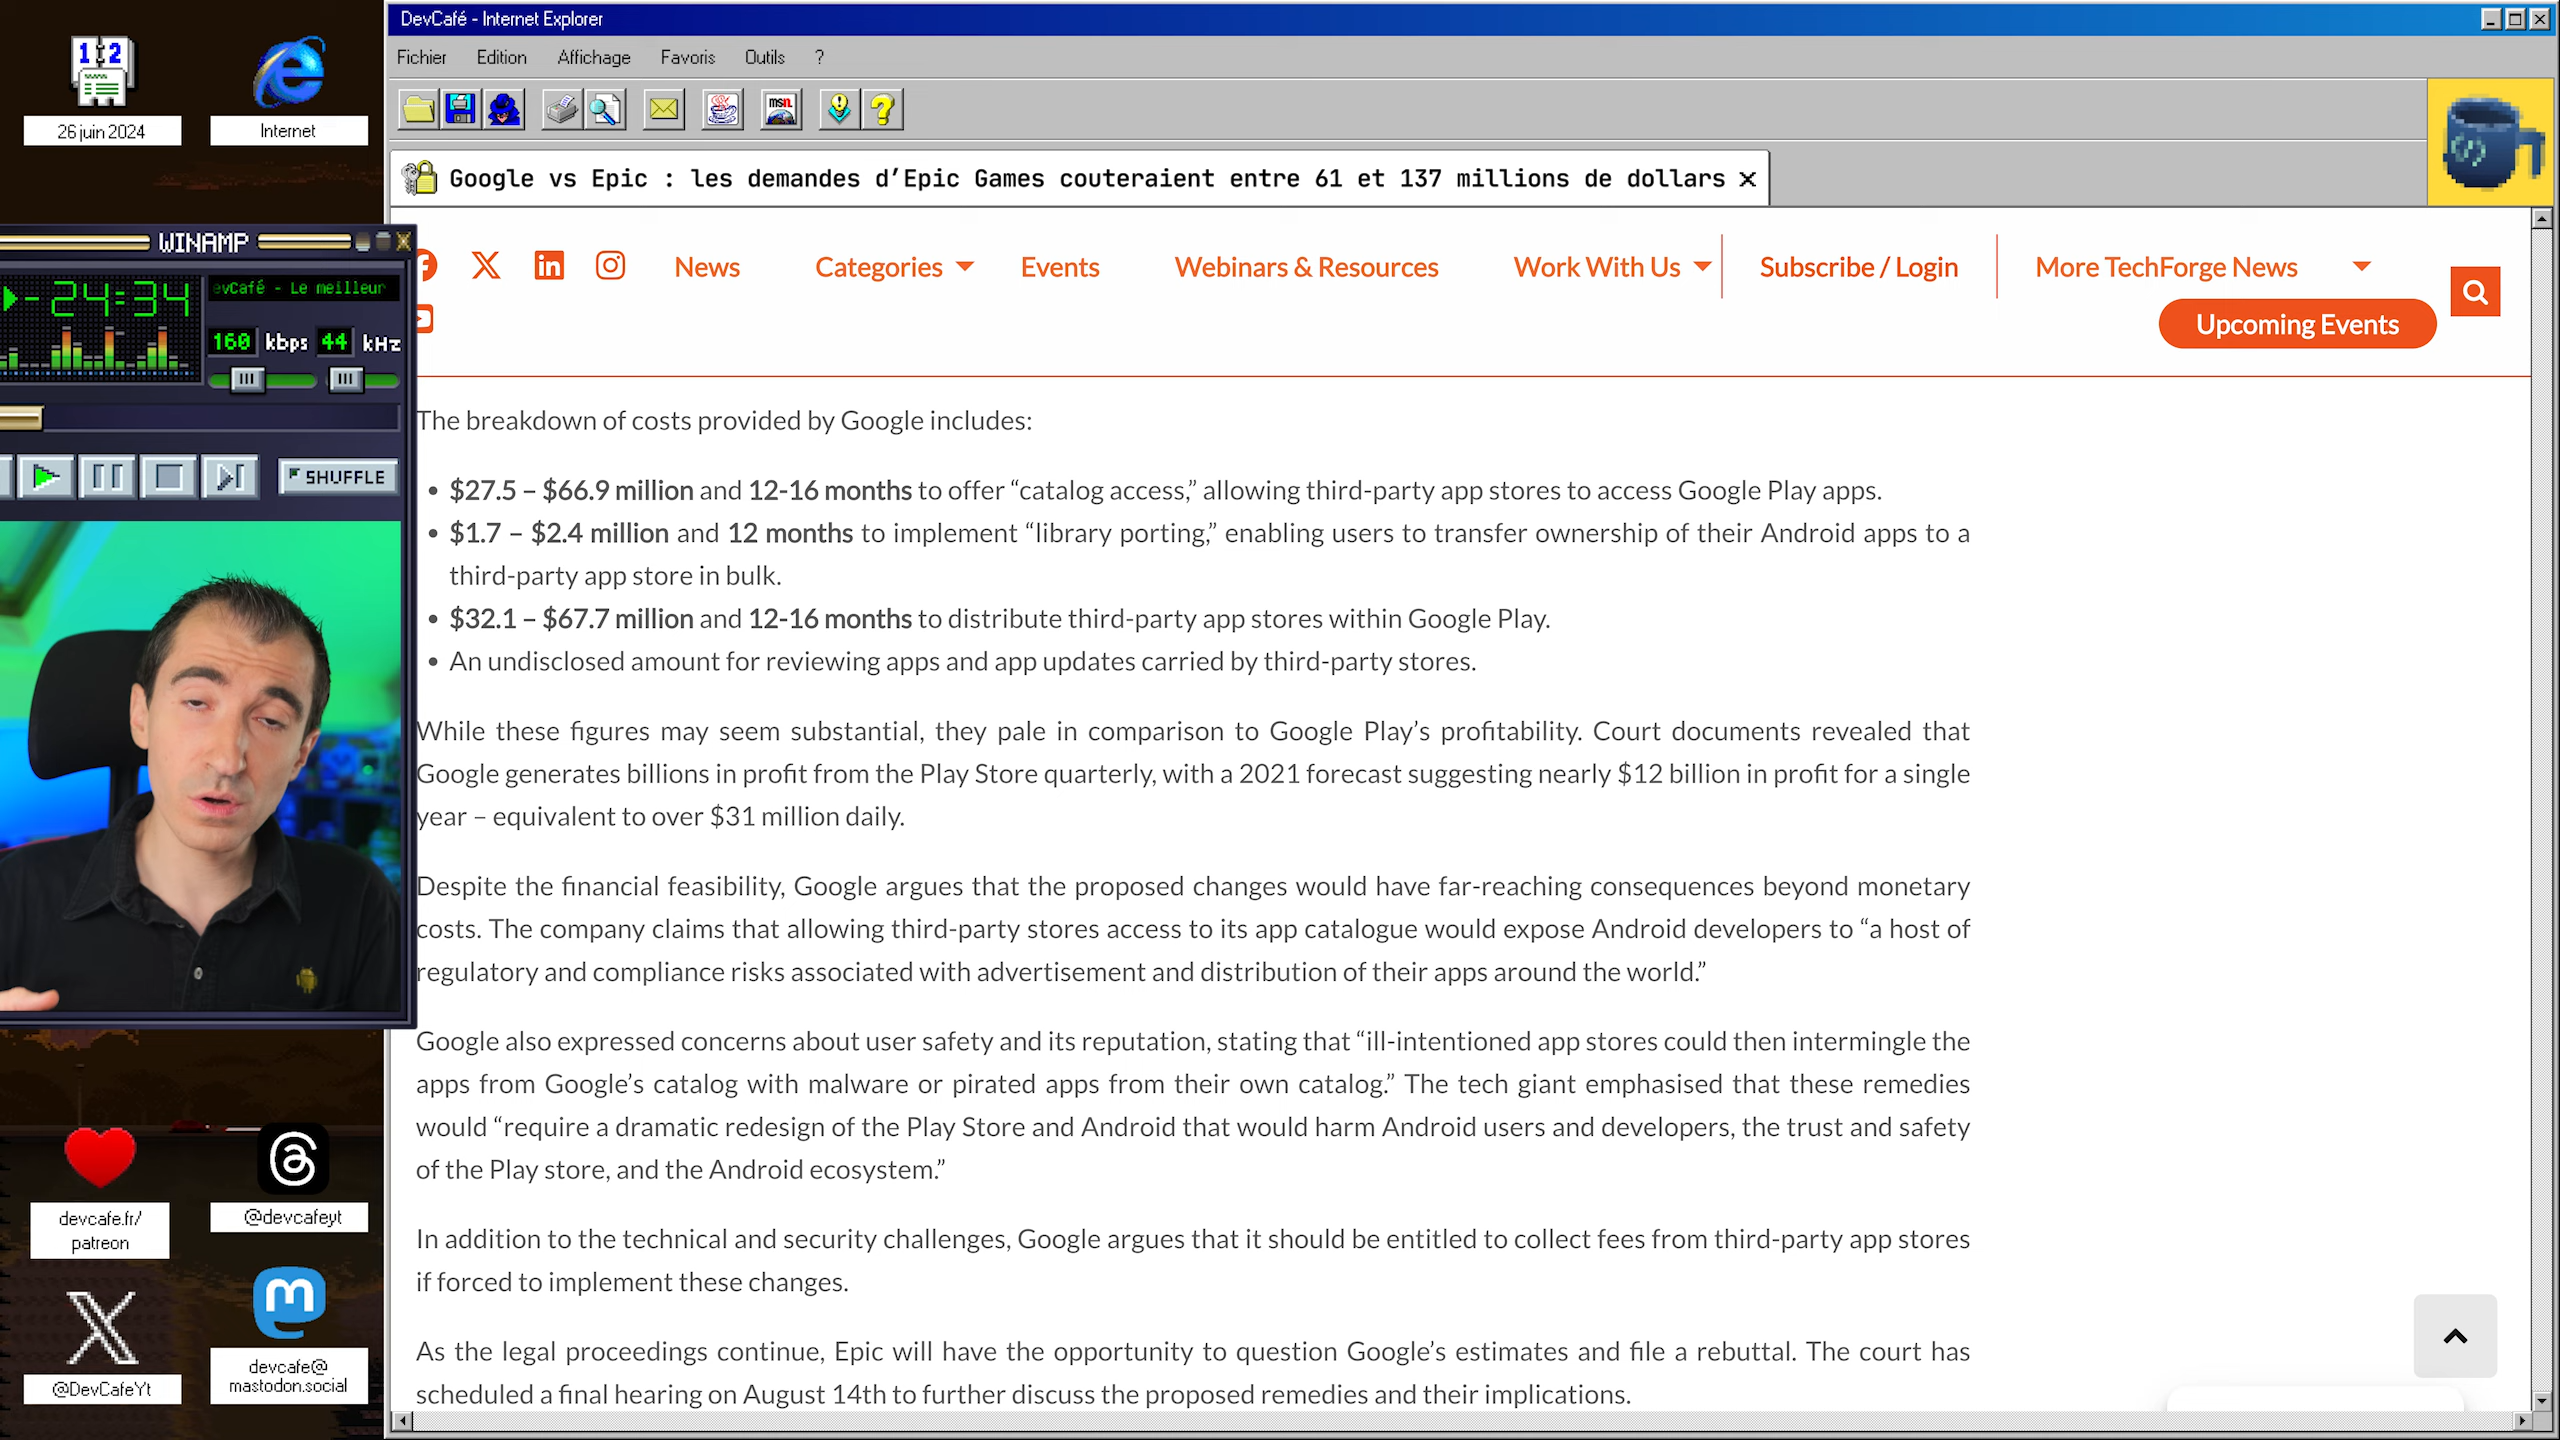 DevCafé - Internet Explorer
Fichier Edition Affichage Favoris Outils ?
1 2
26 juin 2024
Internet
msn
Google vs Epic : les demandes d'Epic Games couteraient entre 61 et 137 millions de dollars
News Categories Events Webinars & Resources Work With Us Subscribe / Login More TechForge News
Upcoming Events
WINAMP
-24:34
evCafé - Le meilleur
160 kbps 44 kHz
SHUFFLE
The breakdown of costs provided by Google includes:
• $27.5 – $66.9 million and 12-16 months to offer “catalog access,” allowing third-party app stores to access Google Play apps.
• $1.7 – $2.4 million and 12 months to implement “library porting,” enabling users to transfer ownership of their Android apps to a
third-party app store in bulk.
• $32.1 – $67.7 million and 12-16 months to distribute third-party app stores within Google Play.
• An undisclosed amount for reviewing apps and app updates carried by third-party stores.
While these figures may seem substantial, they pale in comparison to Google Play’s profitability. Court documents revealed that
Google generates billions in profit from the Play Store quarterly, with a 2021 forecast suggesting nearly $12 billion in profit for a single
year – equivalent to over $31 million daily.
Despite the financial feasibility, Google argues that the proposed changes would have far-reaching consequences beyond monetary
costs. The company claims that allowing third-party stores access to its app catalogue would expose Android developers to “a host of
regulatory and compliance risks associated with advertisement and distribution of their apps around the world.”
Google also expressed concerns about user safety and its reputation, stating that “ill-intentioned app stores could then intermingle the
apps from Google’s catalog with malware or pirated apps from their own catalog.” The tech giant emphasised that these remedies
would “require a dramatic redesign of the Play Store and Android that would harm Android users and developers, the trust and safety
of the Play store, and the Android ecosystem.”
In addition to the technical and security challenges, Google argues that it should be entitled to collect fees from third-party app stores
if forced to implement these changes.
As the legal proceedings continue, Epic will have the opportunity to question Google’s estimates and file a rebuttal. The court has
scheduled a final hearing on August 14th to further discuss the proposed remedies and their implications.
devcafe.fr/
patreon
@devcafeyt
@DevCafeYt
devcafe@
mastodon.social